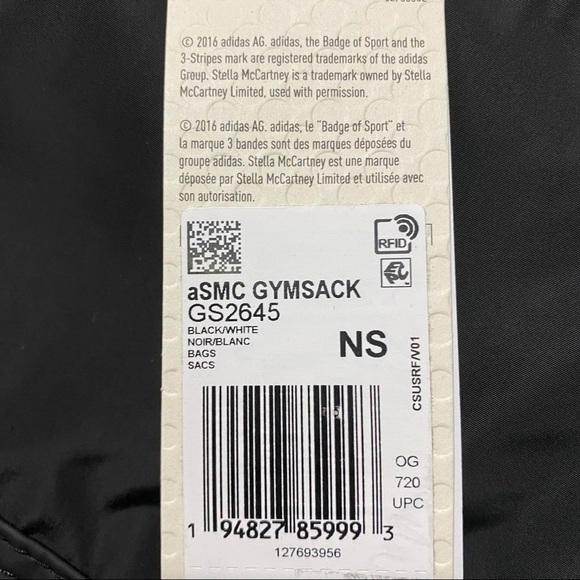 © 2016 adidas AG. adidas, the Badge of Sport and the
3-Stripes mark are registered trademarks of the adidas
Group. Stella McCartney is a trademark owned by Stella
McCartney Limited, used with permission.
© 2016 adidas AG. adidas, le "Badge of Sport" et
la marque 3 bandes sont des marques déposées du
groupe adidas. Stella McCartney est une marque
déposée par Stella McCartney Limited et utilisée avec
son autorisation.
RFID
aSMC GYMSACK
GS2645
BLACK/WHITE
NOIR/BLANC
BAGS
SACS
NS
CSUSRF/V01
OG
720
UPC
1 94827 85999 3
127693956